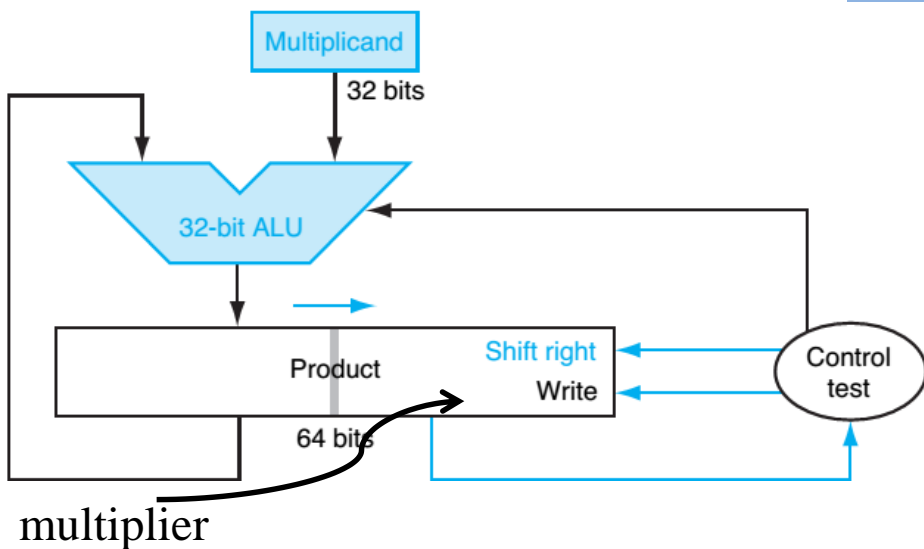 Multiplicand
32 bits
32-bit ALU
Product
Shift right
Write
Control
test
64 bits
multiplier